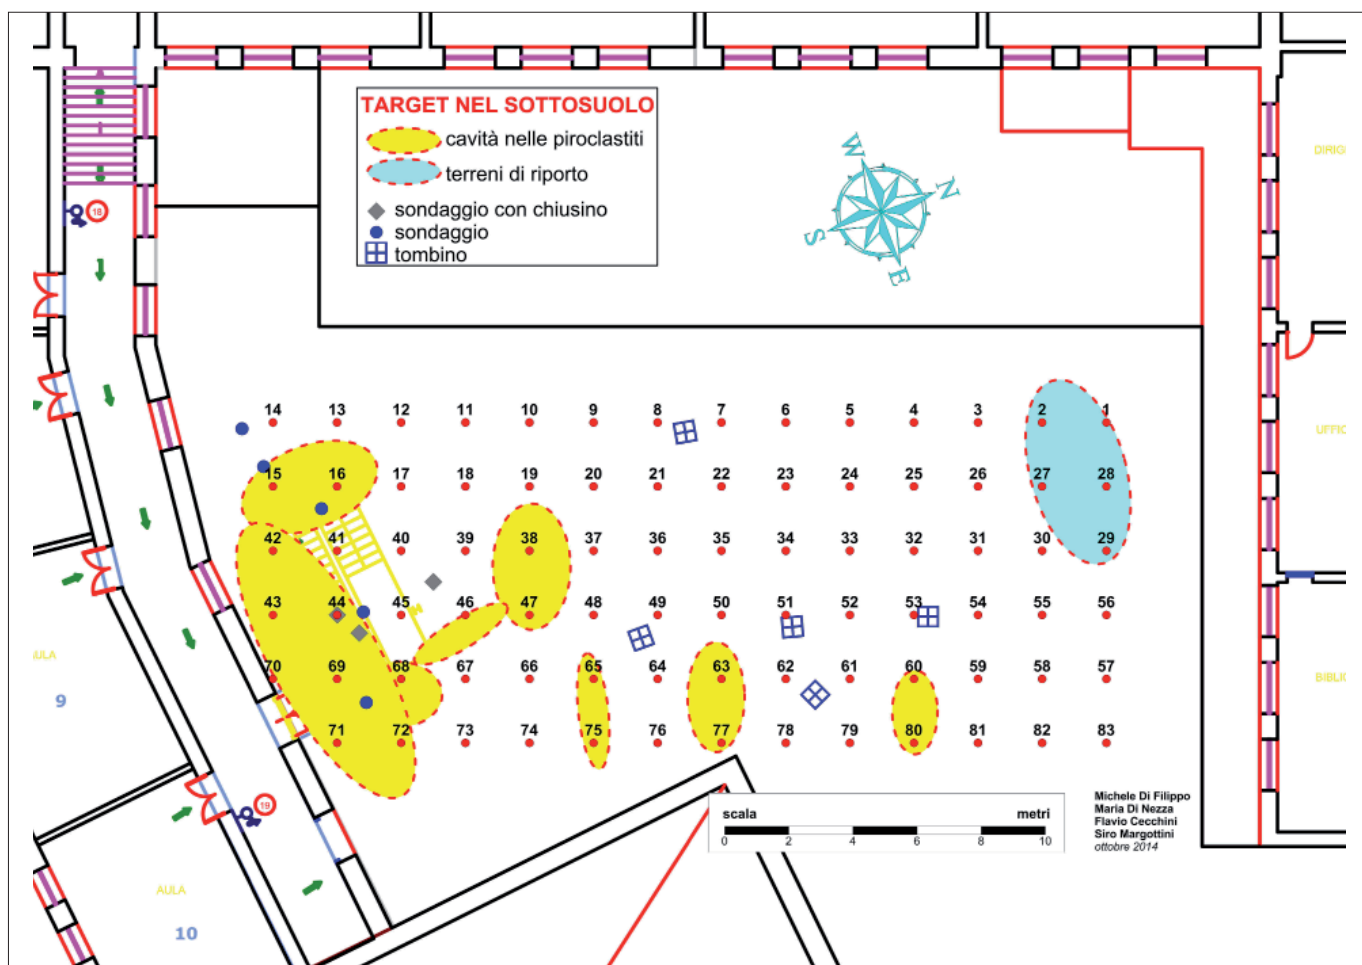 TARGET NEL SOTTOSUOLO
cavità nelle piroclastiti
terreni di riporto
sondaggio con chiusino
sondaggio
tombino
W
N
S
E
DIRIG
18
UFFIC
14 13 12 11 10 9 8 7 6 5 4 3 2 1
15 16 17 18 19 20 21 22 23 24 25 26 27 28
42 41 40 39 38 37 36 35 34 33 32 31 30 29
43 44 45 46 47 48 49 50 51 52 53 54 55 56
70 69 68 67 66 65 64 63 62 61 60 59 58 57
71 72 73 74 75 76 77 78 79 80 81 82 83
AULA
9
BIBLIO
19
scala metri
0 2 4 6 8 10
Michele Di Filippo
Maria Di Nezza
Flavio Cecchini
Siro Margottini
ottobre 2014
AULA
10